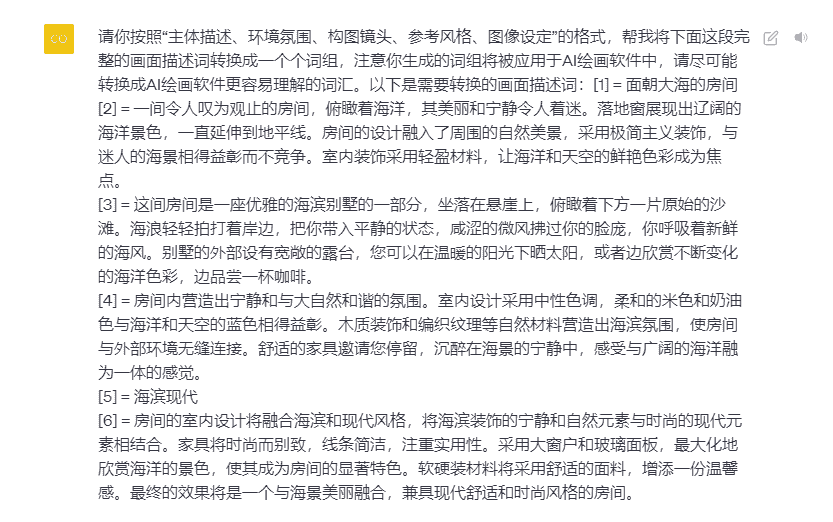 请你按照“主体描述、环境氛围、构图镜头、参考风格、图像设定”的格式，帮我将下面这段完
整的画面描述词转换成一个个词组，注意你生成的词组将被应用于AI绘画软件中，请尽可能
转换成AI绘画软件更容易理解的词汇。以下是需要转换的画面描述词：[1] = 面朝大海的房间
[2] = 一间令人叹为观止的房间，俯瞰着海洋，其美丽和宁静令人着迷。落地窗展现出辽阔的
海洋景色，一直延伸到地平线。房间的设计融入了周围的自然美景，采用极简主义装饰，与
迷人的海景相得益彰而不竞争。室内装饰采用轻盈材料，让海洋和天空的鲜艳色彩成为焦
点。
[3] = 这间房间是一座优雅的海滨别墅的一部分，坐落在悬崖上，俯瞰着下方一片原始的沙
滩。海浪轻轻拍打着岸边，把你带入平静的状态，咸涩的微风拂过你的脸庞，你呼吸着新鲜
的海风。别墅的外部设有宽敞的露台，您可以在温暖的阳光下晒太阳，或者边欣赏不断变化
的海洋色彩，边品尝一杯咖啡。
[4] = 房间内营造出宁静和与大自然和谐的氛围。室内设计采用中性色调，柔和的米色和奶油
色与海洋和天空的蓝色相得益彰。木质装饰和编织纹理等自然材料营造出海滨氛围，使房间
与外部环境无缝连接。舒适的家具邀请您停留，沉醉在海景的宁静中，感受与广阔的海洋融
为一体的感觉。
[5] = 海滨现代
[6] = 房间的室内设计将融合海滨和现代风格，将海滨装饰的宁静和自然元素与时尚的现代元
素相结合。家具将时尚而别致，线条简洁，注重实用性。采用大窗户和玻璃面板，最大化地
欣赏海洋的景色，使其成为房间的显著特色。软硬装材料将采用舒适的面料，增添一份温馨
感。最终的效果将是一个与海景美丽融合，兼具现代舒适和时尚风格的房间。